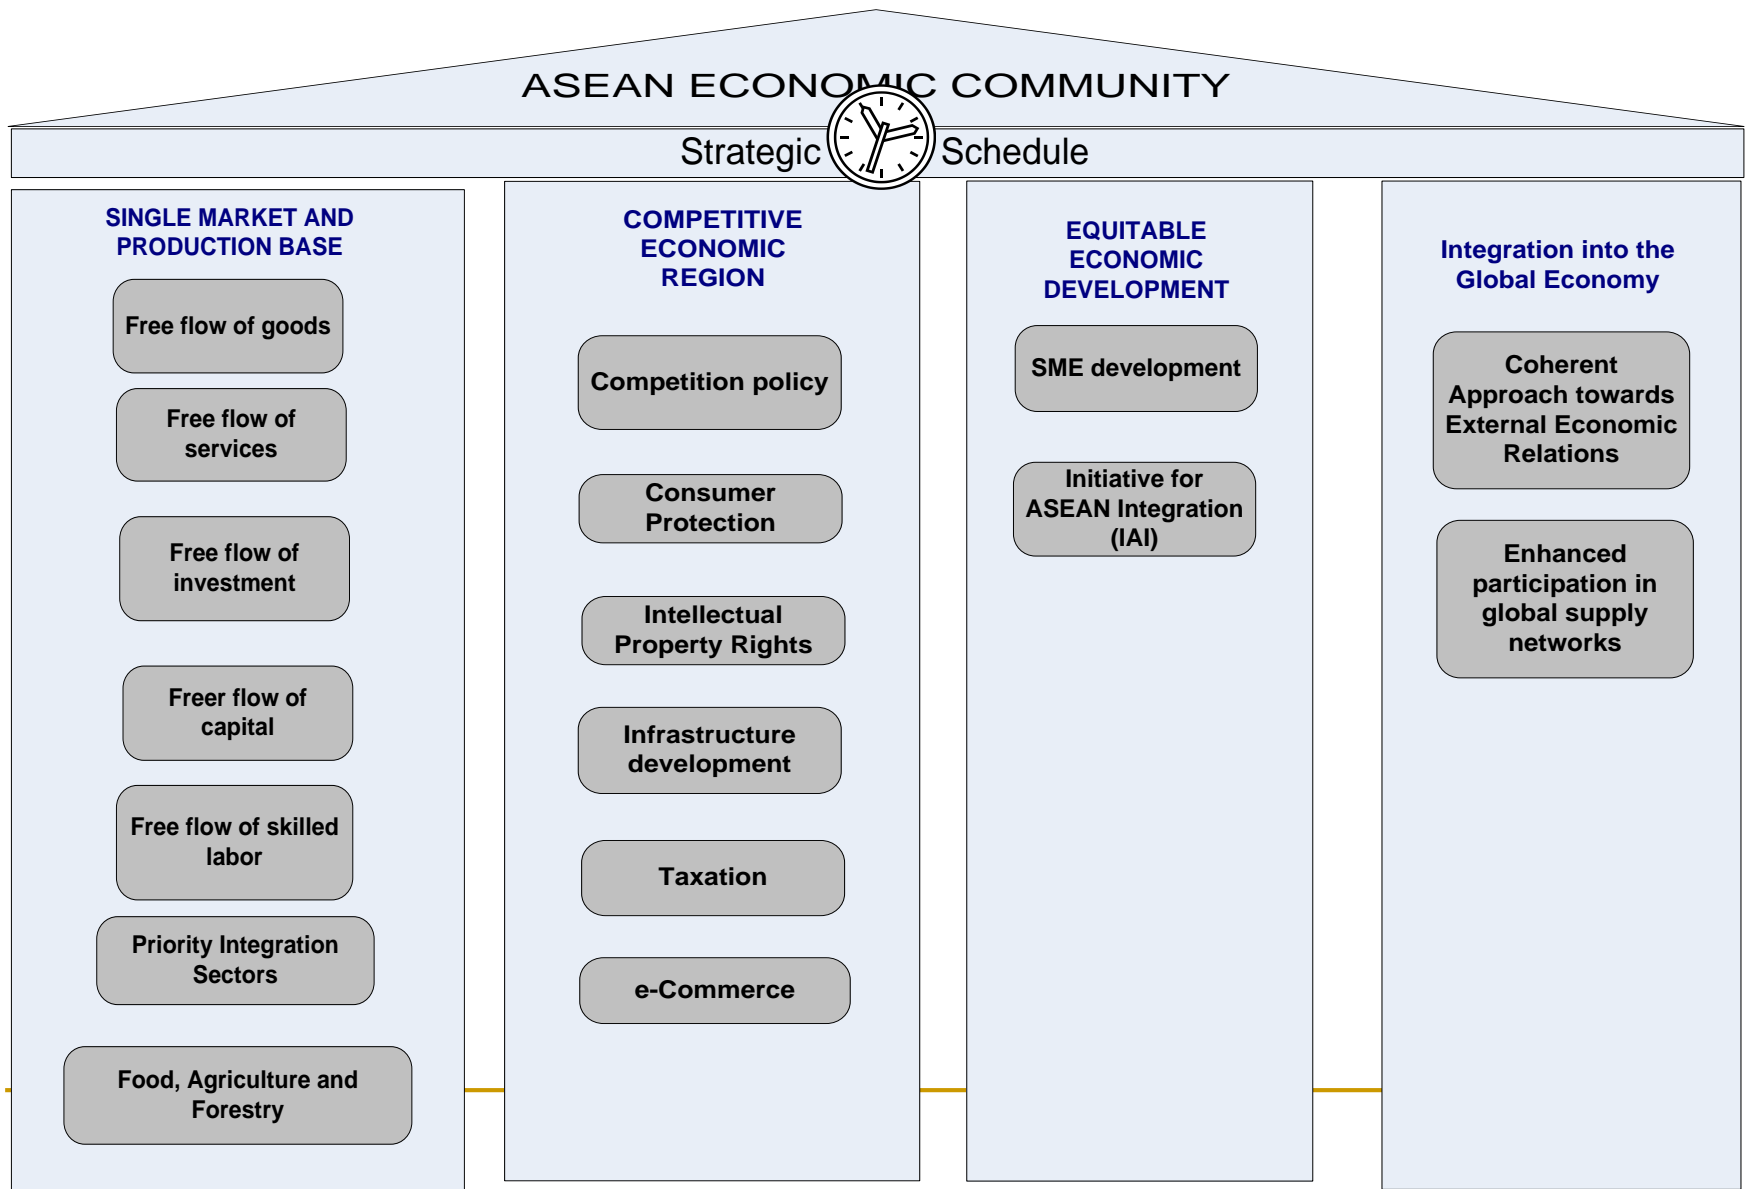 ASEAN ECONOMIC COMMUNITY
Strategic Schedule
SINGLE MARKET AND
PRODUCTION BASE
Free flow of goods
Free flow of
services
Free flow of
investment
Freer flow of
capital
Free flow of skilled
labor
Priority Integration
Sectors
Food, Agriculture and
Forestry
COMPETITIVE
ECONOMIC
REGION
Competition policy
Consumer
Protection
Intellectual
Property Rights
Infrastructure
development
Taxation
e-Commerce
EQUITABLE
ECONOMIC
DEVELOPMENT
SME development
Initiative for
ASEAN Integration
(IAI)
Integration into the
Global Economy
Coherent
Approach towards
External Economic
Relations
Enhanced
participation in
global supply
networks